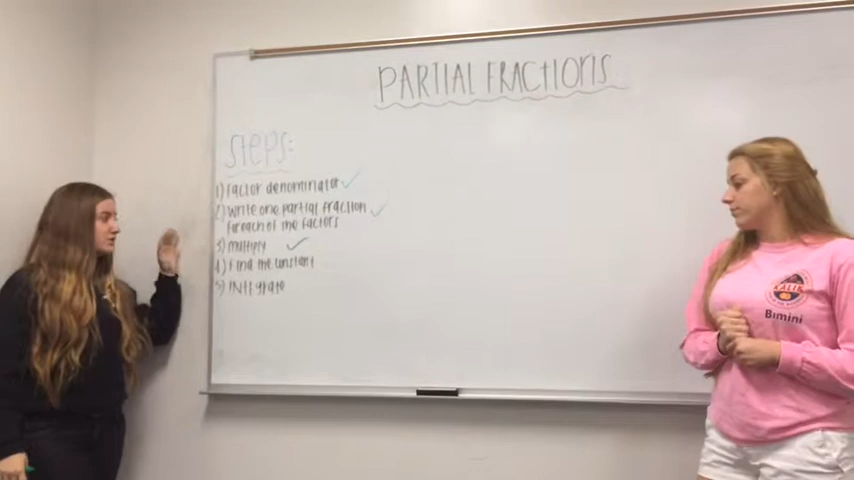 PARTIAL FRACTIONS
Steps:
1) Factor denominator ✓
2) Write one partial fraction ✓
for each of the factors
3) Multiply ✓
4) Find the constant
5) Integrate
KALIK
Bimini